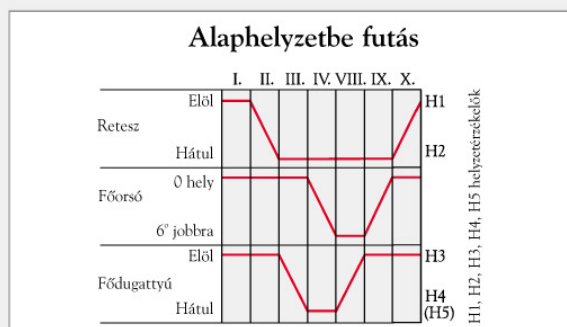 Alaphelyzetbe futás
I. II. III. IV. VIII. IX. X.
Retesz
Elöl
Hátul
H1
H2
Főorsó
0 hely
6° jobbra
Fődugattyú
Elöl
Hátul
H3
H4
(H5)
H1, H2, H3, H4, H5 helyzetérzékelők